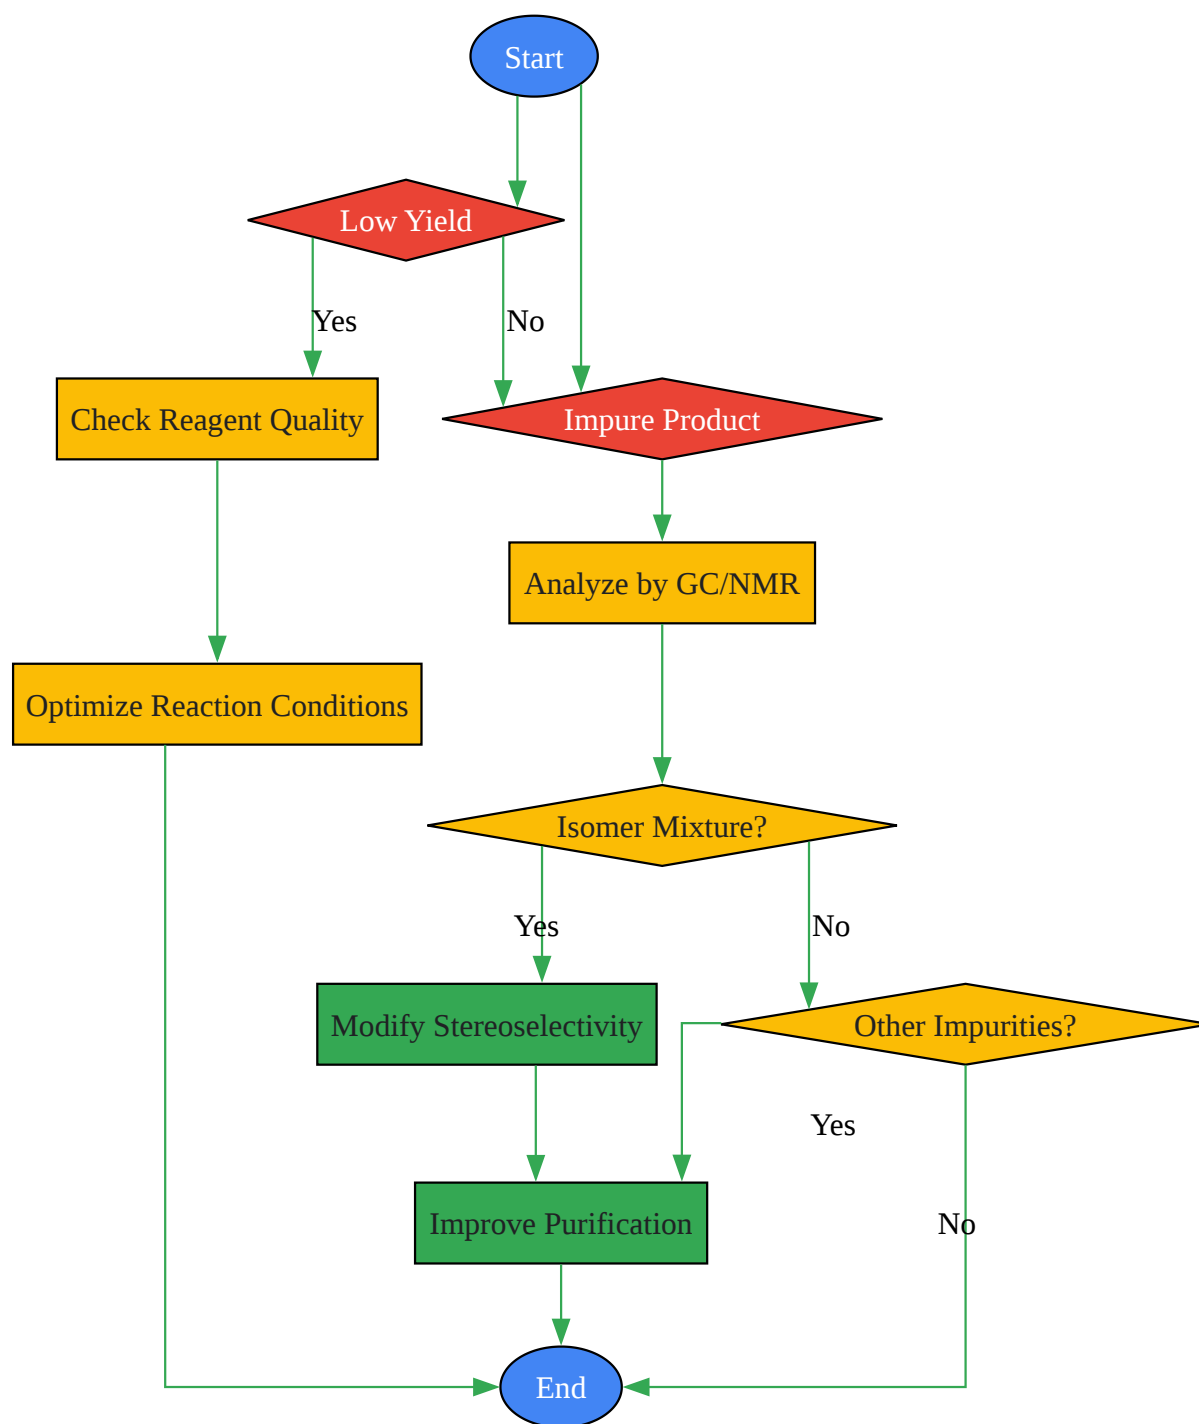 Start
Low Yield
Yes
No
Check Reagent Quality
Impure Product
Analyze by GC/NMR
Optimize Reaction Conditions
Isomer Mixture?
Yes
No
Modify Stereoselectivity
Other Impurities?
Yes
Improve Purification
No
End